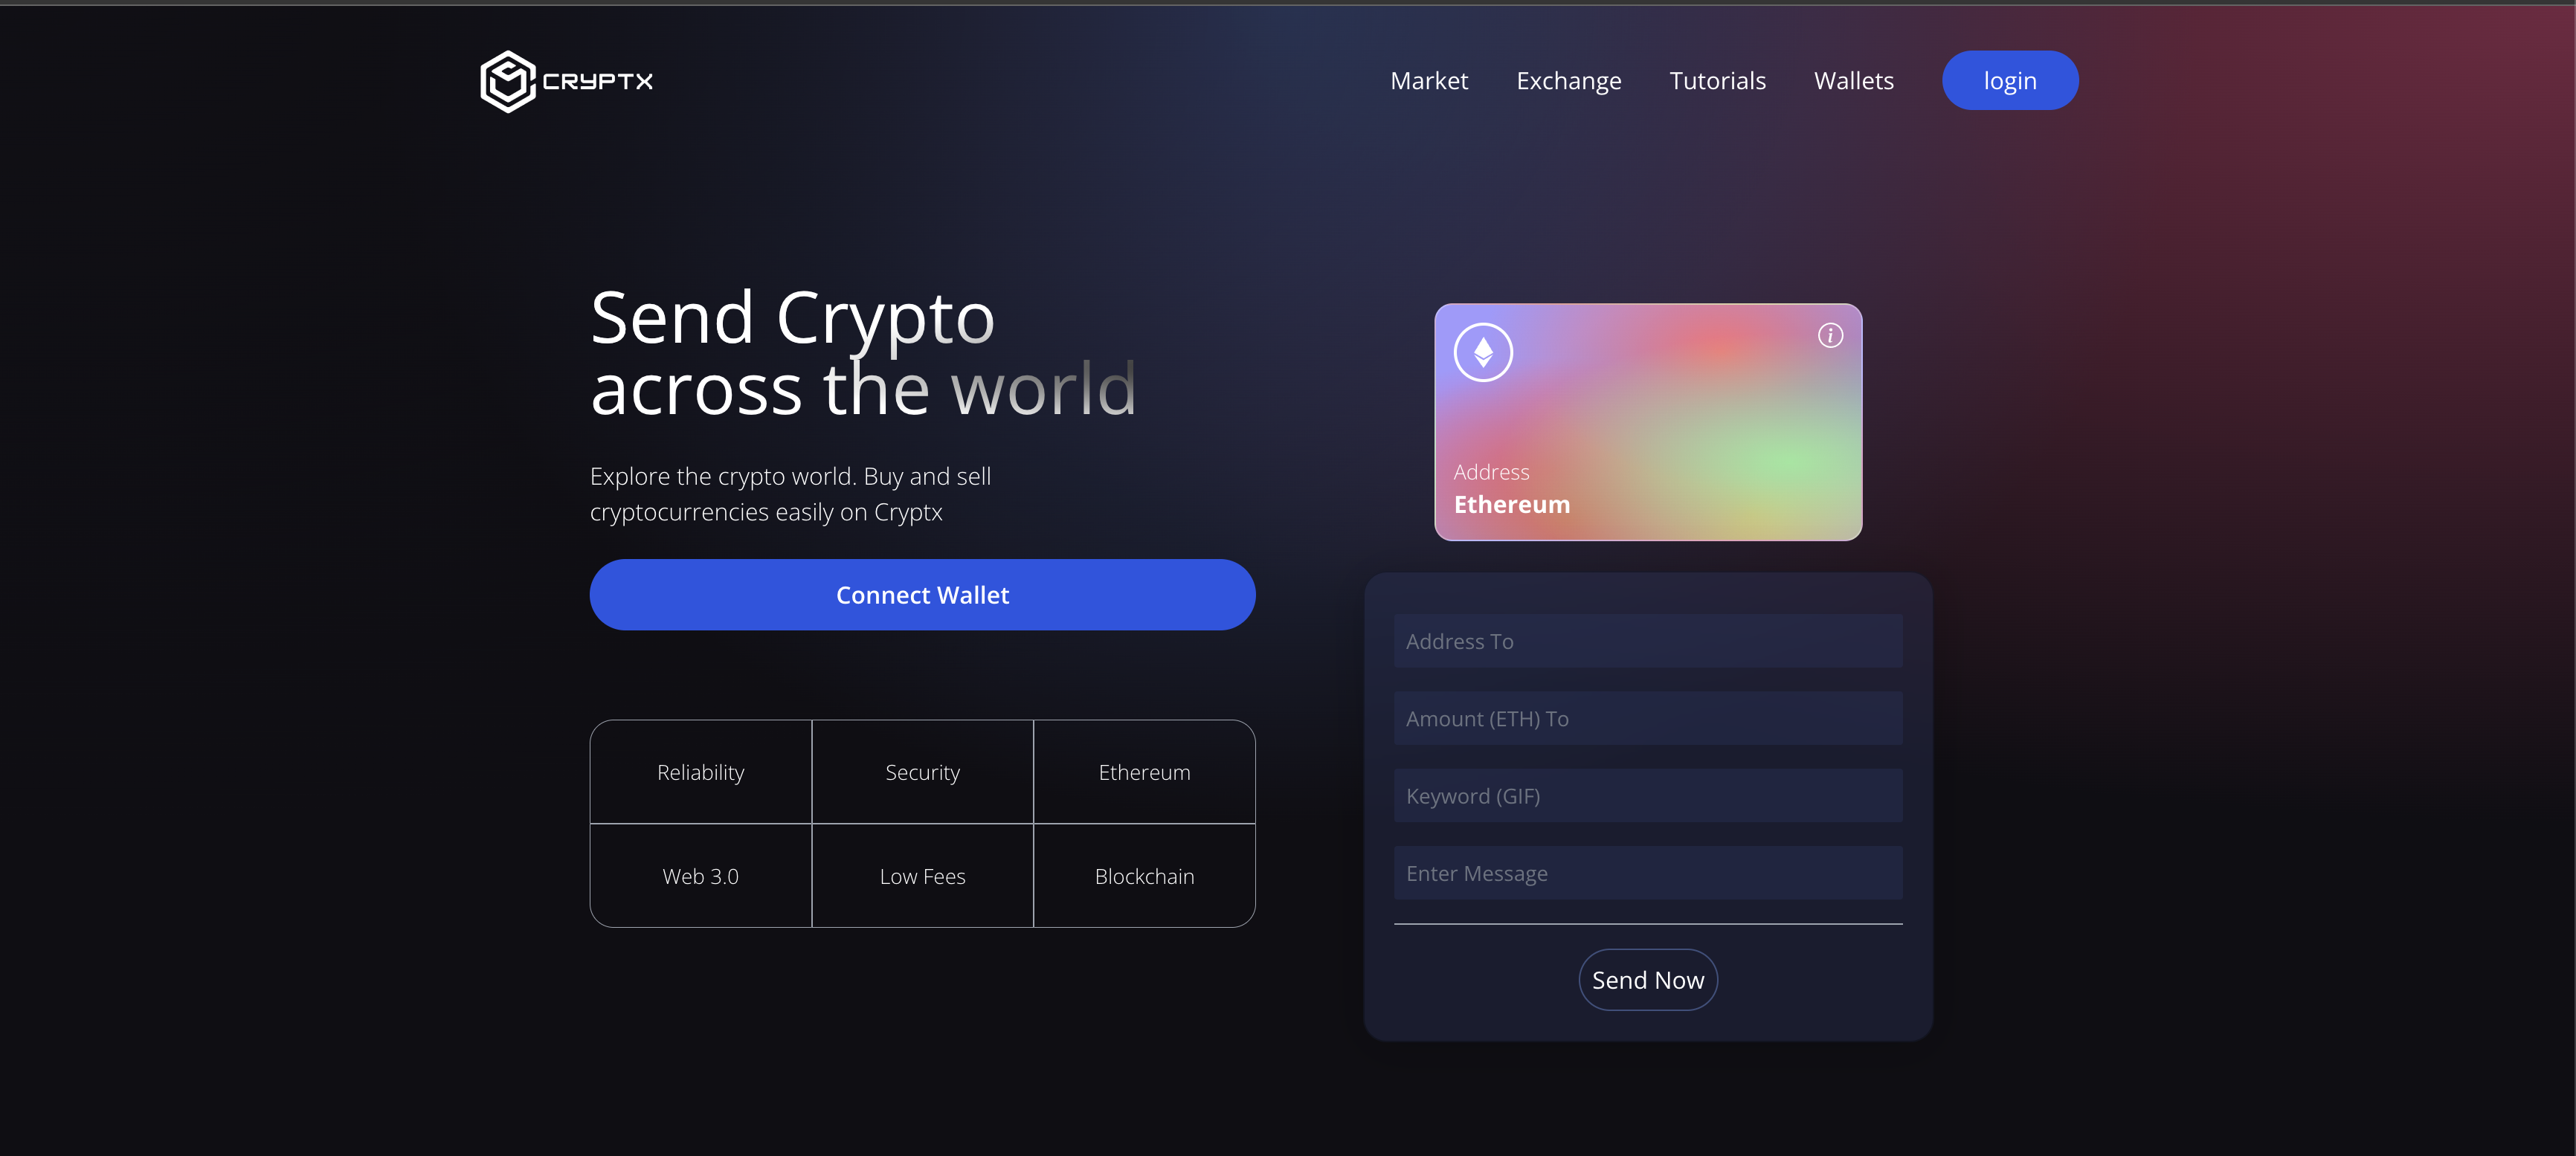 CRYPTX
Market
Exchange
Tutorials
Wallets
login
Send Crypto
across the world
Explore the crypto world. Buy and sell
cryptocurrencies easily on Cryptx
Connect Wallet
Reliability
Security
Ethereum
Web 3.0
Low Fees
Blockchain
i
Address
Ethereum
Address To
Amount (ETH) To
Keyword (GIF)
Enter Message
Send Now